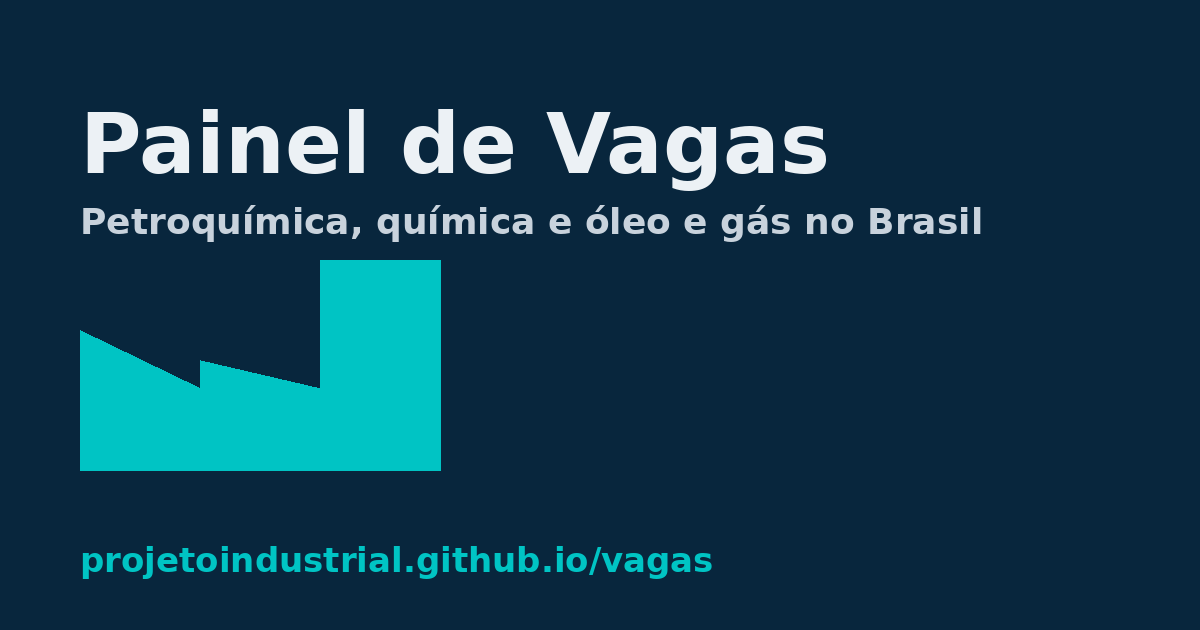 Painel de Vagas
Petroquímica, química e óleo e gás no Brasil
projetoindustrial.github.io/vagas